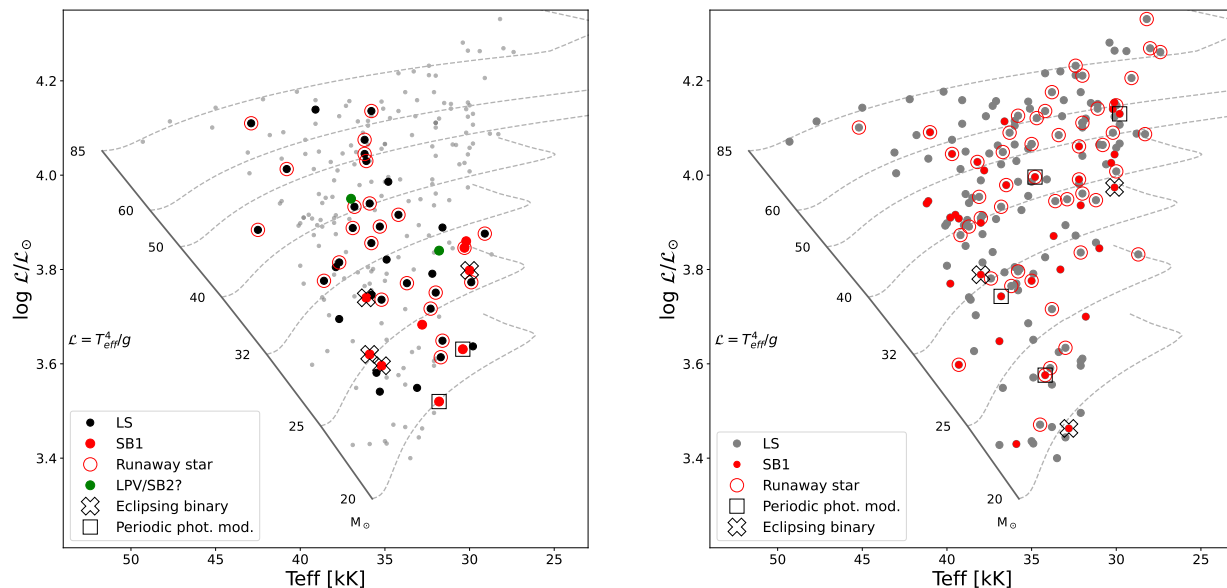 4.2
4.0
3.8
3.6
3.4
log ℒ/ℒ⊙
85
60
50
40
32
25
20
M⊙
ℒ = T⁴eff/g
LS
SB1
Runaway star
LPV/SB2?
Eclipsing binary
Periodic phot. mod.
50 45 40 35 30 25
Teff [kK]
4.2
4.0
3.8
3.6
3.4
log ℒ/ℒ⊙
85
60
50
40
32
25
20
M⊙
ℒ = T⁴eff/g
LS
SB1
Runaway star
Periodic phot. mod.
Eclipsing binary
50 45 40 35 30 25
Teff [kK]